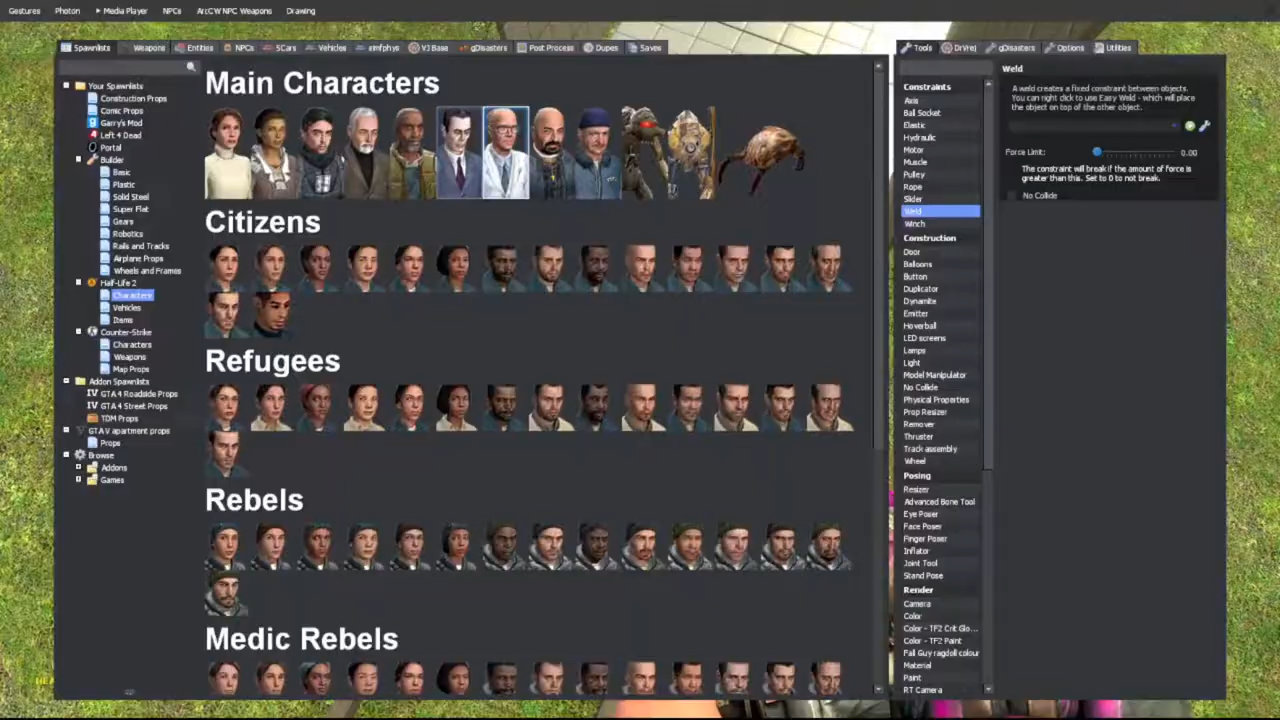 Gestures Photon Media Player NPCs ArcCW NPC Weapons Drawing
Spawnlists Weapons Entities NPCs SCars Vehicles simfphys VJ Base gDisasters Post Process Dupes Saves
Your Spawnlists
Construction Props
Comic Props
Garry's Mod
Left 4 Dead
Portal
Builder
Basic
Plastic
Solid Steel
Super Flat
Gears
Robotics
Rails and Tracks
Airplane Props
Wheels and Frames
Half-Life 2
Characters
Vehicles
Items
Counter-Strike
Characters
Weapons
Map Props
Addon Spawnlists
GTA 4 Roadside Props
GTA 4 Street Props
TDM Props
GTA V apartment props
Props
Browse
Addons
Games
Main Characters
Citizens
Refugees
Rebels
Medic Rebels
Tools DrVrej gDisasters Options Utilities
Constraints
Axis
Ball Socket
Elastic
Hydraulic
Motor
Muscle
Pulley
Rope
Slider
Weld
Winch
Construction
Door
Balloons
Button
Duplicator
Dynamite
Emitter
Hoverball
LED screens
Lamps
Light
Model Manipulator
No Collide
Physical Properties
Prop Resizer
Remover
Thruster
Track assembly
Wheel
Posing
Resizer
Advanced Bone Tool
Eye Poser
Face Poser
Finger Poser
Inflator
Joint Tool
Stand Pose
Render
Camera
Color
Color - TF2 Crit Glo...
Color - TF2 Paint
Fall Guy ragdoll colour
Material
Paint
RT Camera
Weld
A weld creates a fixed constraint between objects.
You can right click to use Easy Weld - which will place
the object on top of the other object.
Force Limit: 0.00
The constraint will break if the amount of force is
greater than this. Set to 0 to not break.
No Collide